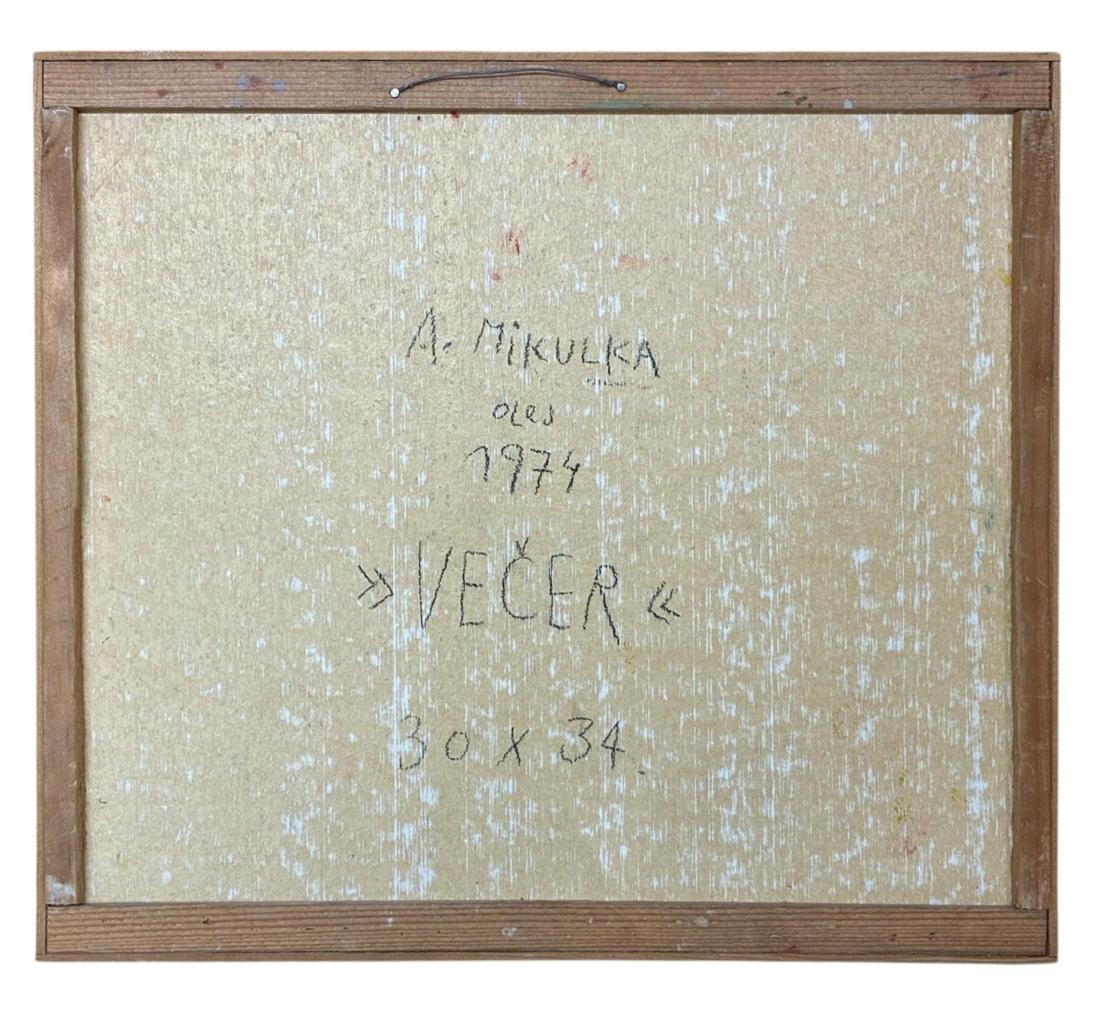 A. MiKULKA
oLej
1974
»VEČER«
30 x 34.